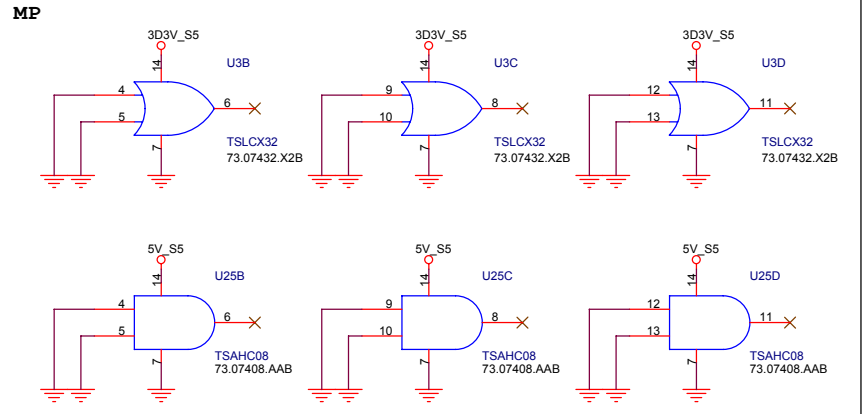 MP
3D3V_S5
14
U3B
4
5
6
7
TSLCX32
73.07432.X2B
3D3V_S5
14
U3C
9
10
8
7
TSLCX32
73.07432.X2B
3D3V_S5
14
U3D
12
13
11
7
TSLCX32
73.07432.X2B
5V_S5
14
U25B
4
5
6
7
TSAHC08
73.07408.AAB
5V_S5
14
U25C
9
10
8
7
TSAHC08
73.07408.AAB
5V_S5
14
U25D
12
13
11
7
TSAHC08
73.07408.AAB